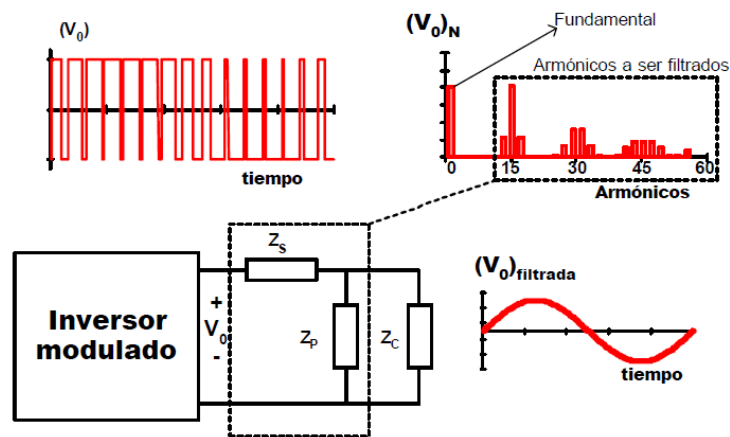 (V₀)
tiempo
(V₀)N
Fundamental
Armónicos a ser filtrados
0 15 30 45 60
Armónicos
Inversor
modulado
+
V₀
-
Zs
ZP
ZC
(V₀)filtrada
tiempo